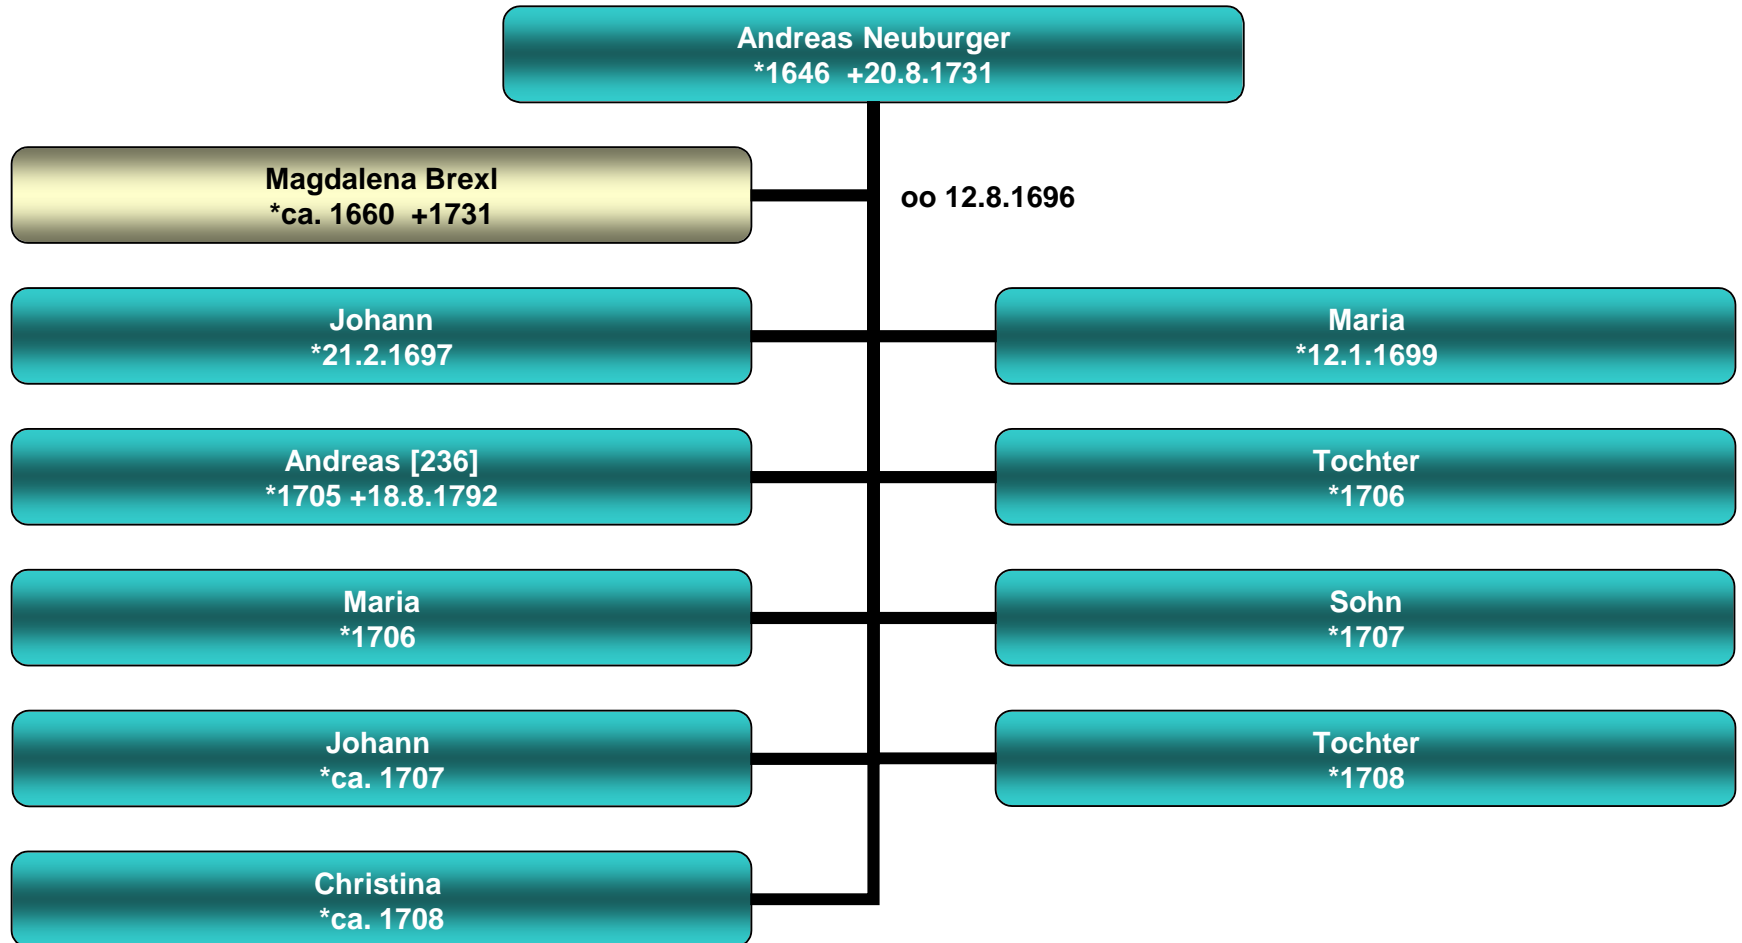 Andreas Neuburger
*1646 +20.8.1731
Magdalena Brexl
*ca. 1660 +1731
oo 12.8.1696
Johann
*21.2.1697
Maria
*12.1.1699
Andreas [236]
*1705 +18.8.1792
Tochter
*1706
Maria
*1706
Sohn
*1707
Johann
*ca. 1707
Tochter
*1708
Christina
*ca. 1708